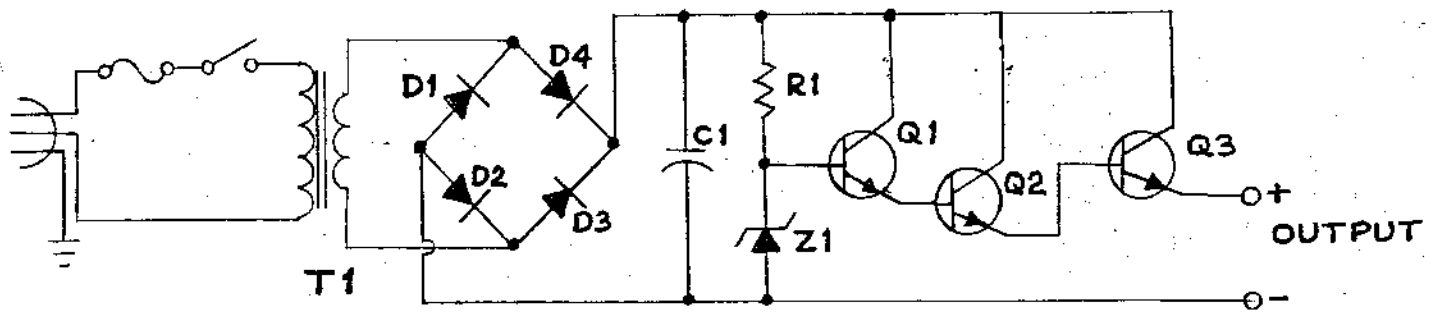 D1
D4
D2
D3
T1
C1
R1
Z1
Q1
Q2
Q3
+
OUTPUT
-